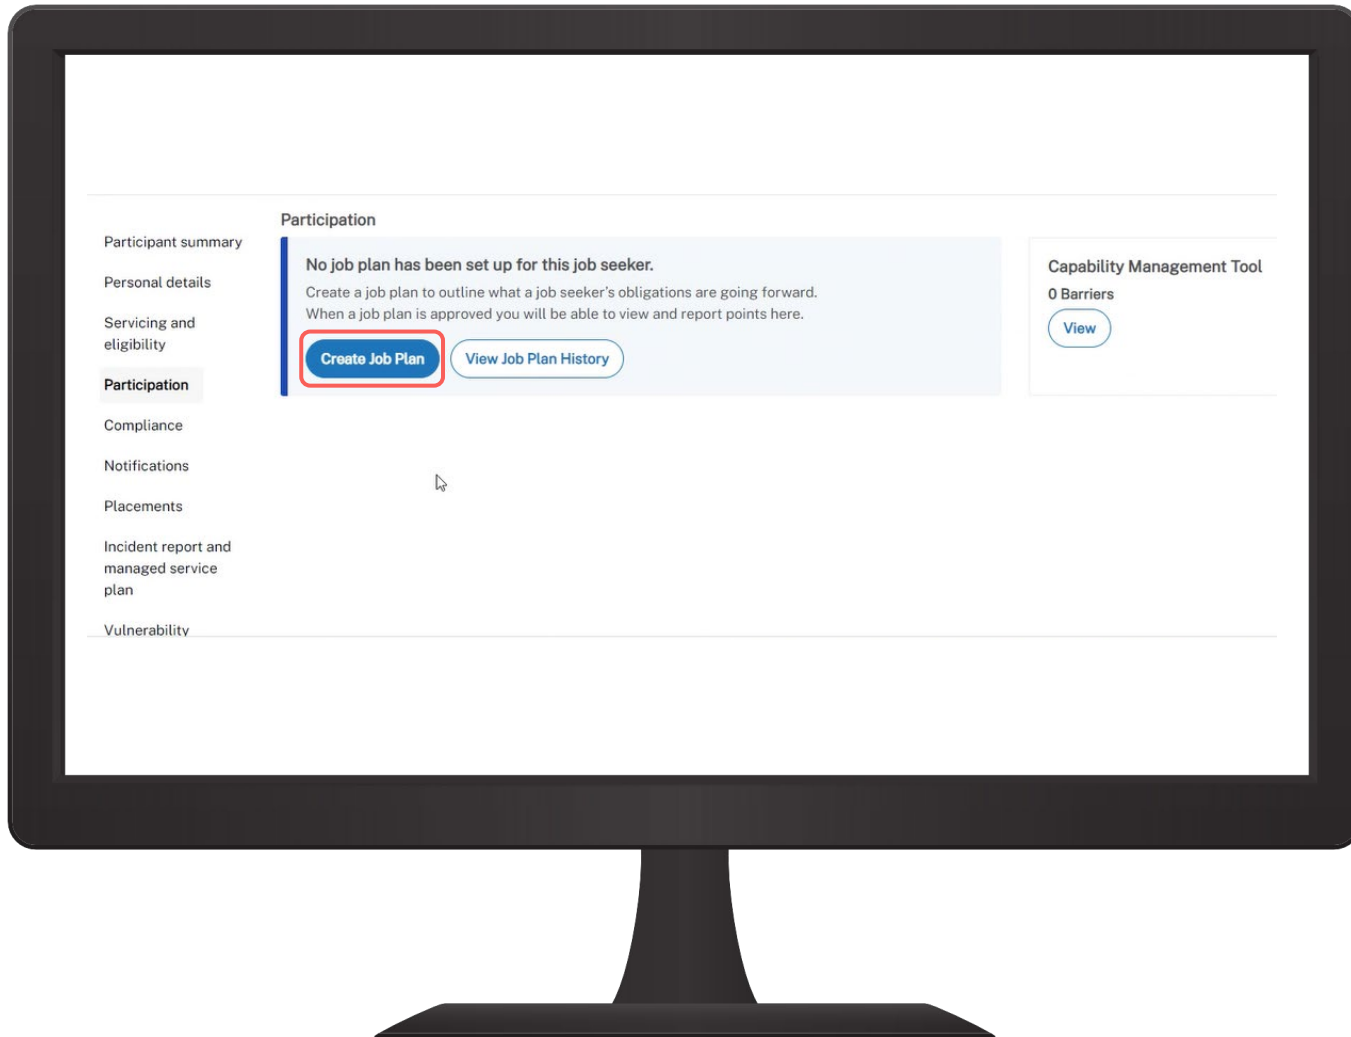 Participant summary
Personal details
Servicing and
eligibility
Participation
Compliance
Notifications
Placements
Incident report and
managed service
plan
Vulnerability
Participation
No job plan has been set up for this job seeker.
Create a job plan to outline what a job seeker's obligations are going forward.
When a job plan is approved you will be able to view and report points here.
Create Job Plan
View Job Plan History
Capability Management Tool
0 Barriers
View